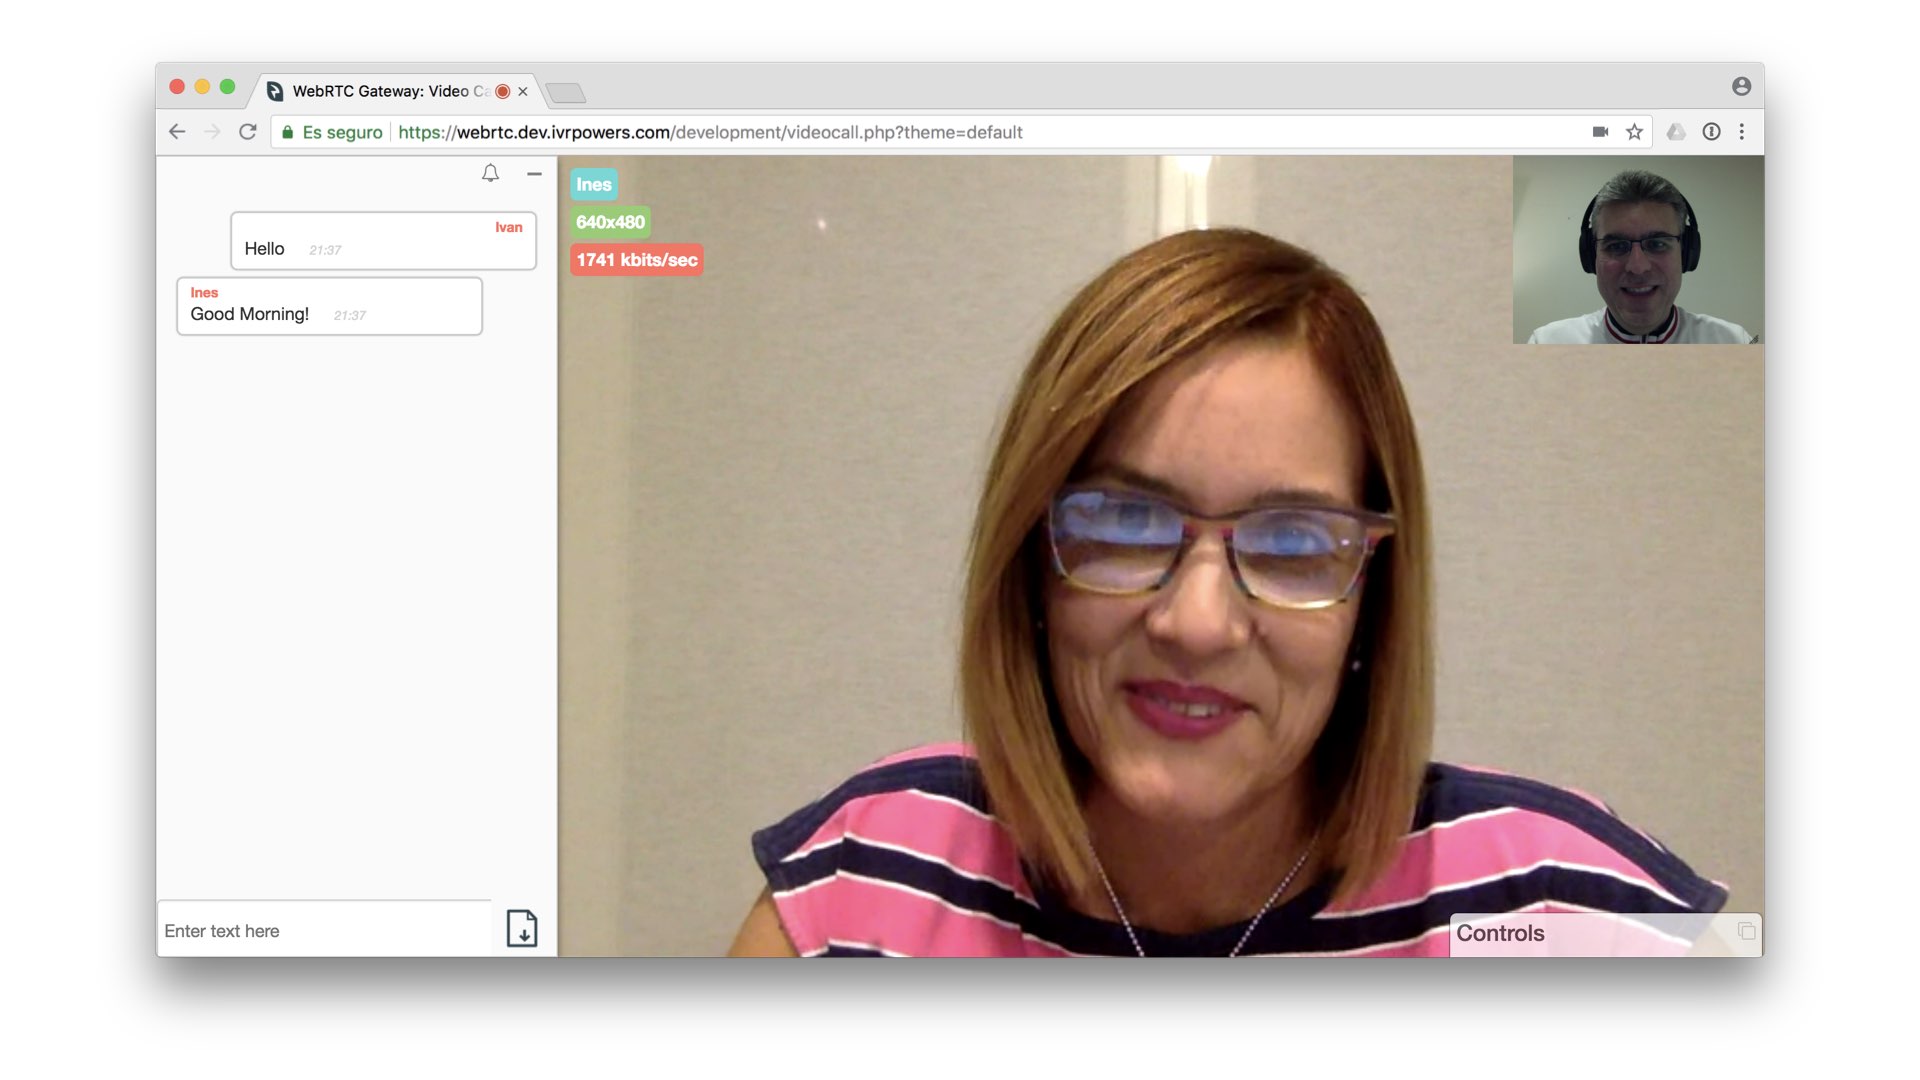 WebRTC Gateway: Video Ca
Es seguro
https://webrtc.dev.ivrpowers.com/development/videocall.php?theme=default
Ivan
Hello 21:37
Ines
Good Morning! 21:37
Enter text here
Ines
640x480
1741 kbits/sec
Controls